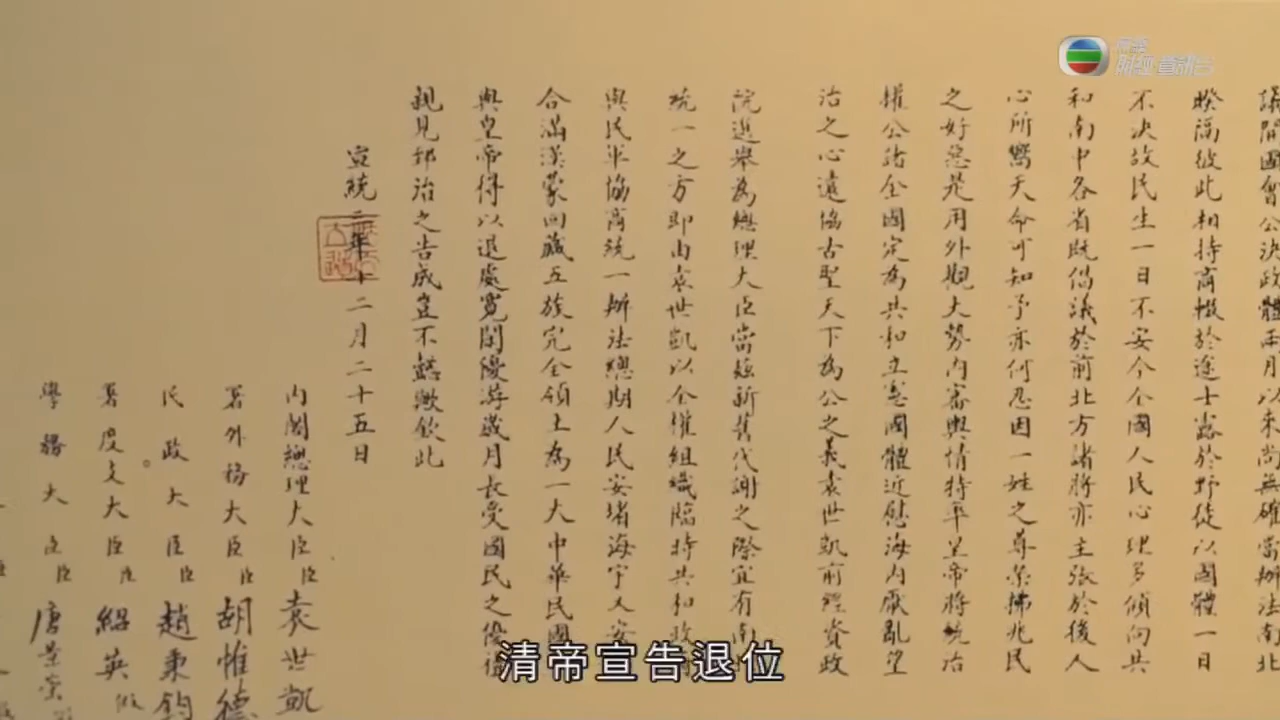 無綫
財經·資訊台
議開國會公決政體兩月以來尚無確當辦法南北
暌隔彼此相持商輟於途士露於野徒以國體一日
不決故民生一日不安今全國人民心理多傾向共
和南中各省既倡議於前北方諸將亦主張於後人
心所嚮天命可知予亦何忍因一姓之尊榮拂兆民
之好惡是用外觀大勢內審輿情特率皇帝將統治
權公諸全國定為共和立憲國體近慰海內厭亂望
治之心遠協古聖天下為公之義袁世凱前經資政
院選舉為總理大臣當茲新舊代謝之際宜有南
統一之方即由袁世凱以全權組織臨時共和政
與民軍協商統一辦法總期人民安堵海宇乂安
合滿漢蒙回藏五族完全領土為一大中華民國
與皇帝得以退處寬閒優游歲月長受國民之優
親見郅治之告成豈不懿歟欽此
宣統三年十二月二十五日
內閣總理大臣臣袁世凱
署外務大臣臣胡惟德
民政大臣臣趙秉鈞
署度支大臣臣紹英假
學務大臣臣唐景崇
清帝宣告退位